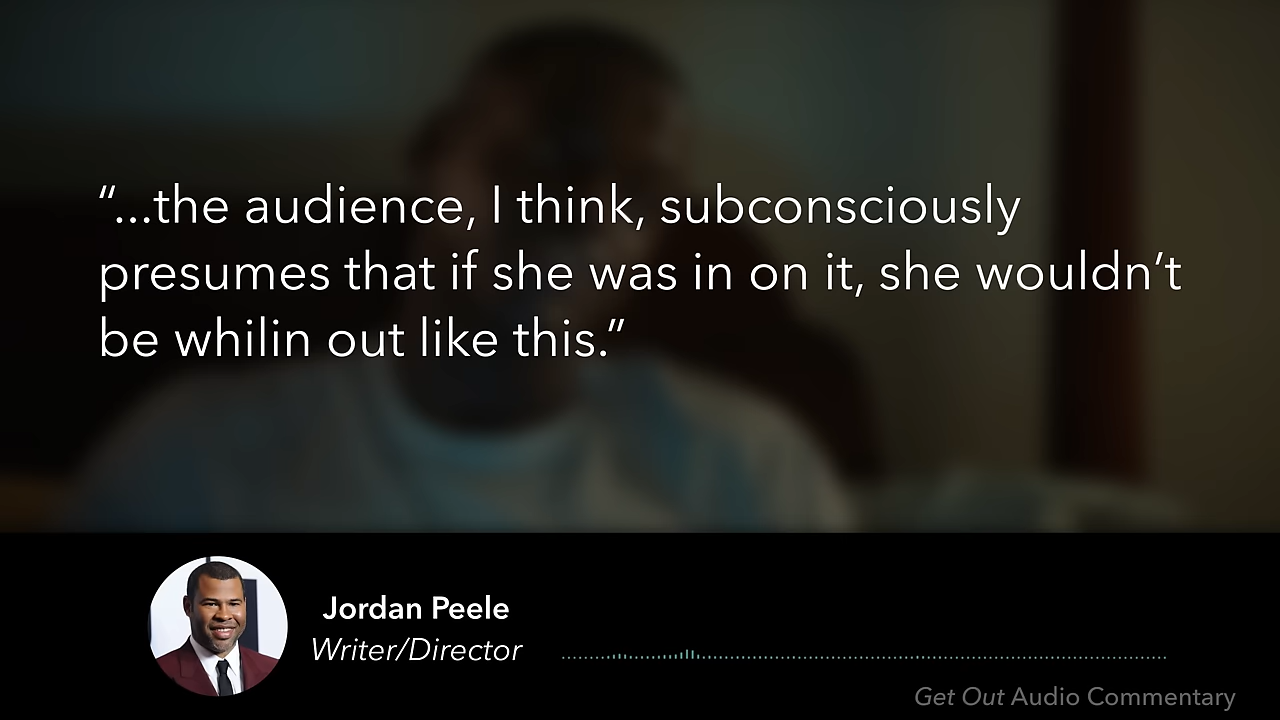 “...the audience, I think, subconsciously
presumes that if she was in on it, she wouldn’t
be whilin out like this.”
Jordan Peele
Writer/Director
Get Out Audio Commentary